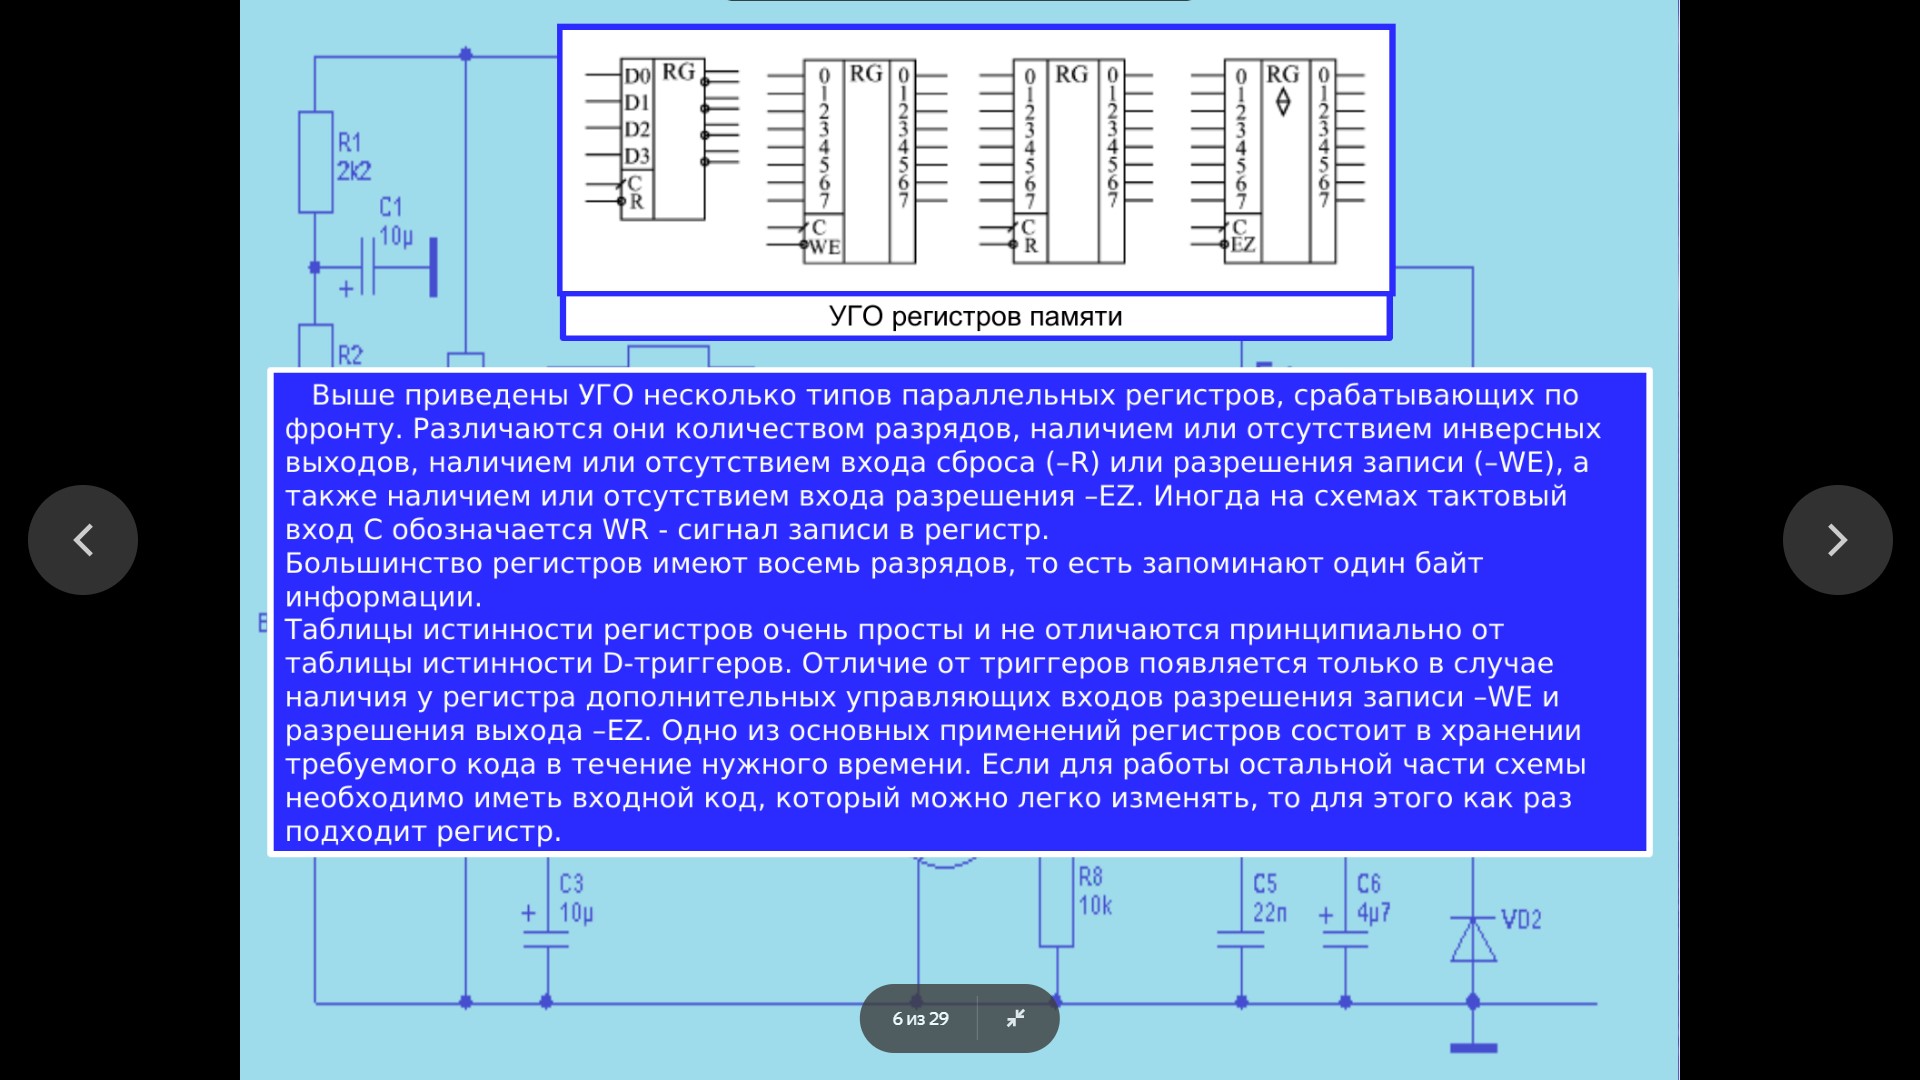 D0 RG
D1
D2
D3
C
R
0 RG 0
1 1
2 2
3 3
4 4
5 5
6 6
7 7
C
WE
0 RG 0
1 1
2 2
3 3
4 4
5 5
6 6
7 7
C
R
0 RG 0
1 1
2 2
3 3
4 4
5 5
6 6
7 7
C
EZ
УГО регистров памяти
R1
2k2
C1
10µ
+
R2
Выше приведены УГО несколько типов параллельных регистров, срабатывающих по
фронту. Различаются они количеством разрядов, наличием или отсутствием инверсных
выходов, наличием или отсутствием входа сброса (–R) или разрешения записи (–WE), а
также наличием или отсутствием входа разрешения –EZ. Иногда на схемах тактовый
вход С обозначается WR - сигнал записи в регистр.
Большинство регистров имеют восемь разрядов, то есть запоминают один байт
информации.
Таблицы истинности регистров очень просты и не отличаются принципиально от
таблицы истинности D-триггеров. Отличие от триггеров появляется только в случае
наличия у регистра дополнительных управляющих входов разрешения записи –WE и
разрешения выхода –EZ. Одно из основных применений регистров состоит в хранении
требуемого кода в течение нужного времени. Если для работы остальной части схемы
необходимо иметь входной код, который можно легко изменять, то для этого как раз
подходит регистр.
C3
+ 10µ
R8
10k
C5
22n
C6
+ 4µ7
VD2
6 из 29